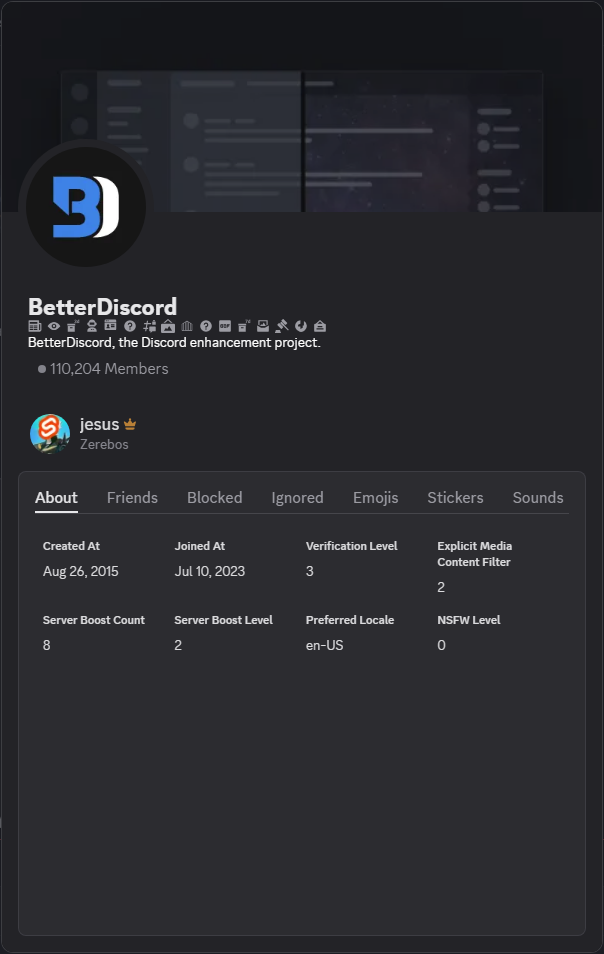 BetterDiscord
BetterDiscord, the Discord enhancement project.
110,204 Members
jesus
Zerebos
About Friends Blocked Ignored Emojis Stickers Sounds
Created At Joined At Verification Level Explicit Media
Content Filter
Aug 26, 2015 Jul 10, 2023 3
2
Server Boost Count Server Boost Level Preferred Locale NSFW Level
8 2 en-US 0